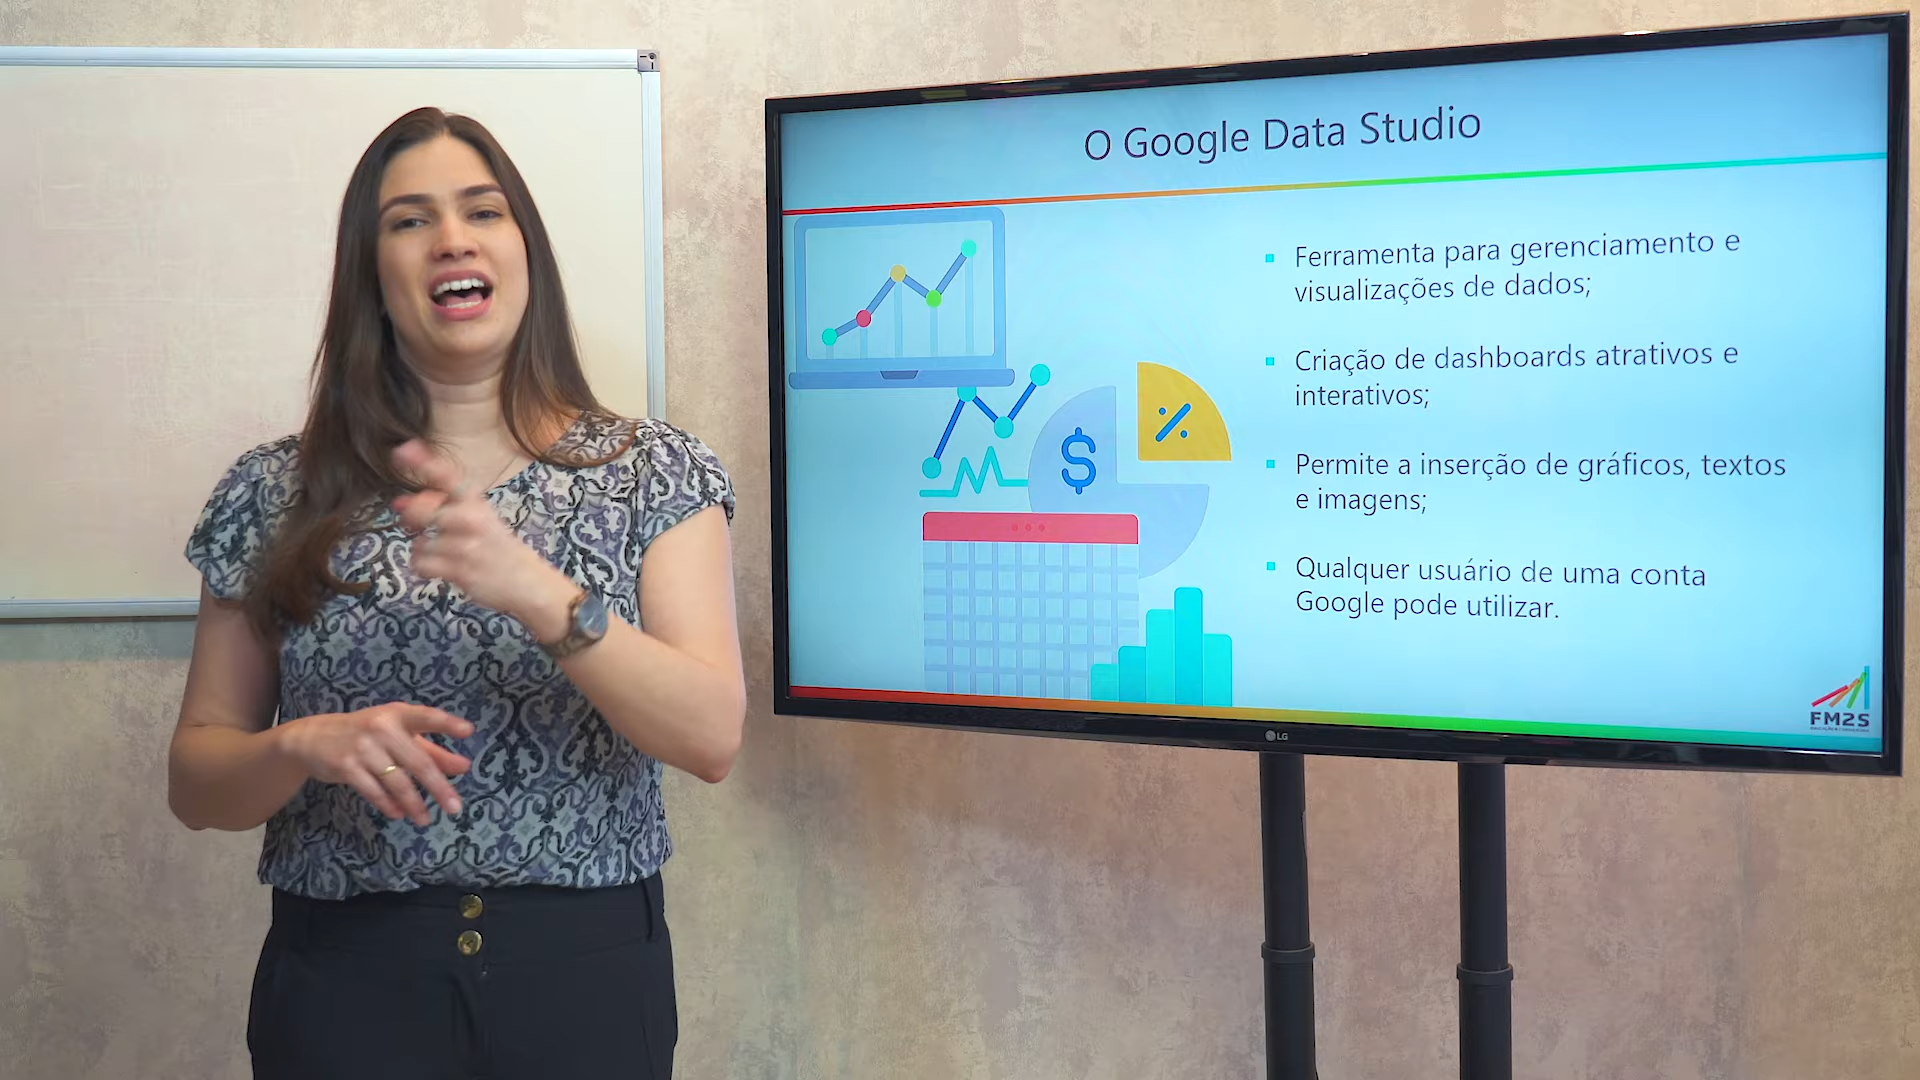 O Google Data Studio
Ferramenta para gerenciamento e
visualizações de dados;
Criação de dashboards atrativos e
interativos;
Permite a inserção de gráficos, textos
e imagens;
Qualquer usuário de uma conta
Google pode utilizar.
$
%
FM2S
LG